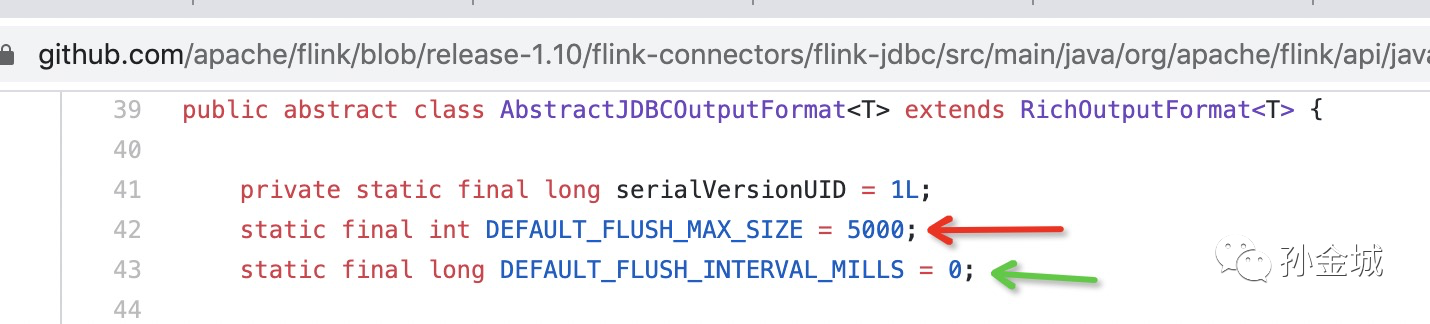 github.com/apache/flink/blob/release-1.10/flink-connectors/flink-jdbc/src/main/java/org/apache/flink/api/jav
39 public abstract class AbstractJDBCOutputFormat<T> extends RichOutputFormat<T> {
40
41 private static final long serialVersionUID = 1L;
42 static final int DEFAULT_FLUSH_MAX_SIZE = 5000;
43 static final long DEFAULT_FLUSH_INTERVAL_MILLS = 0;
孙金城
44